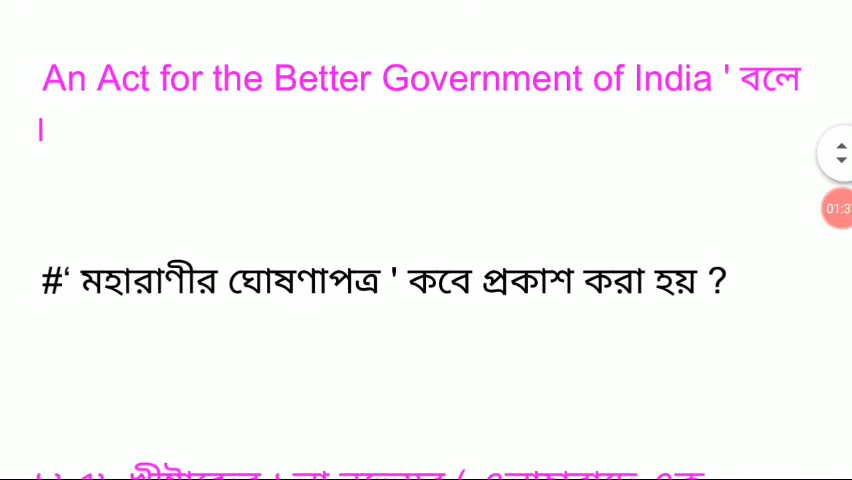 An Act for the Better Government of India ' বলে
।
#‘ মহারাণীর ঘোষণাপত্র ' কবে প্রকাশ করা হয় ?